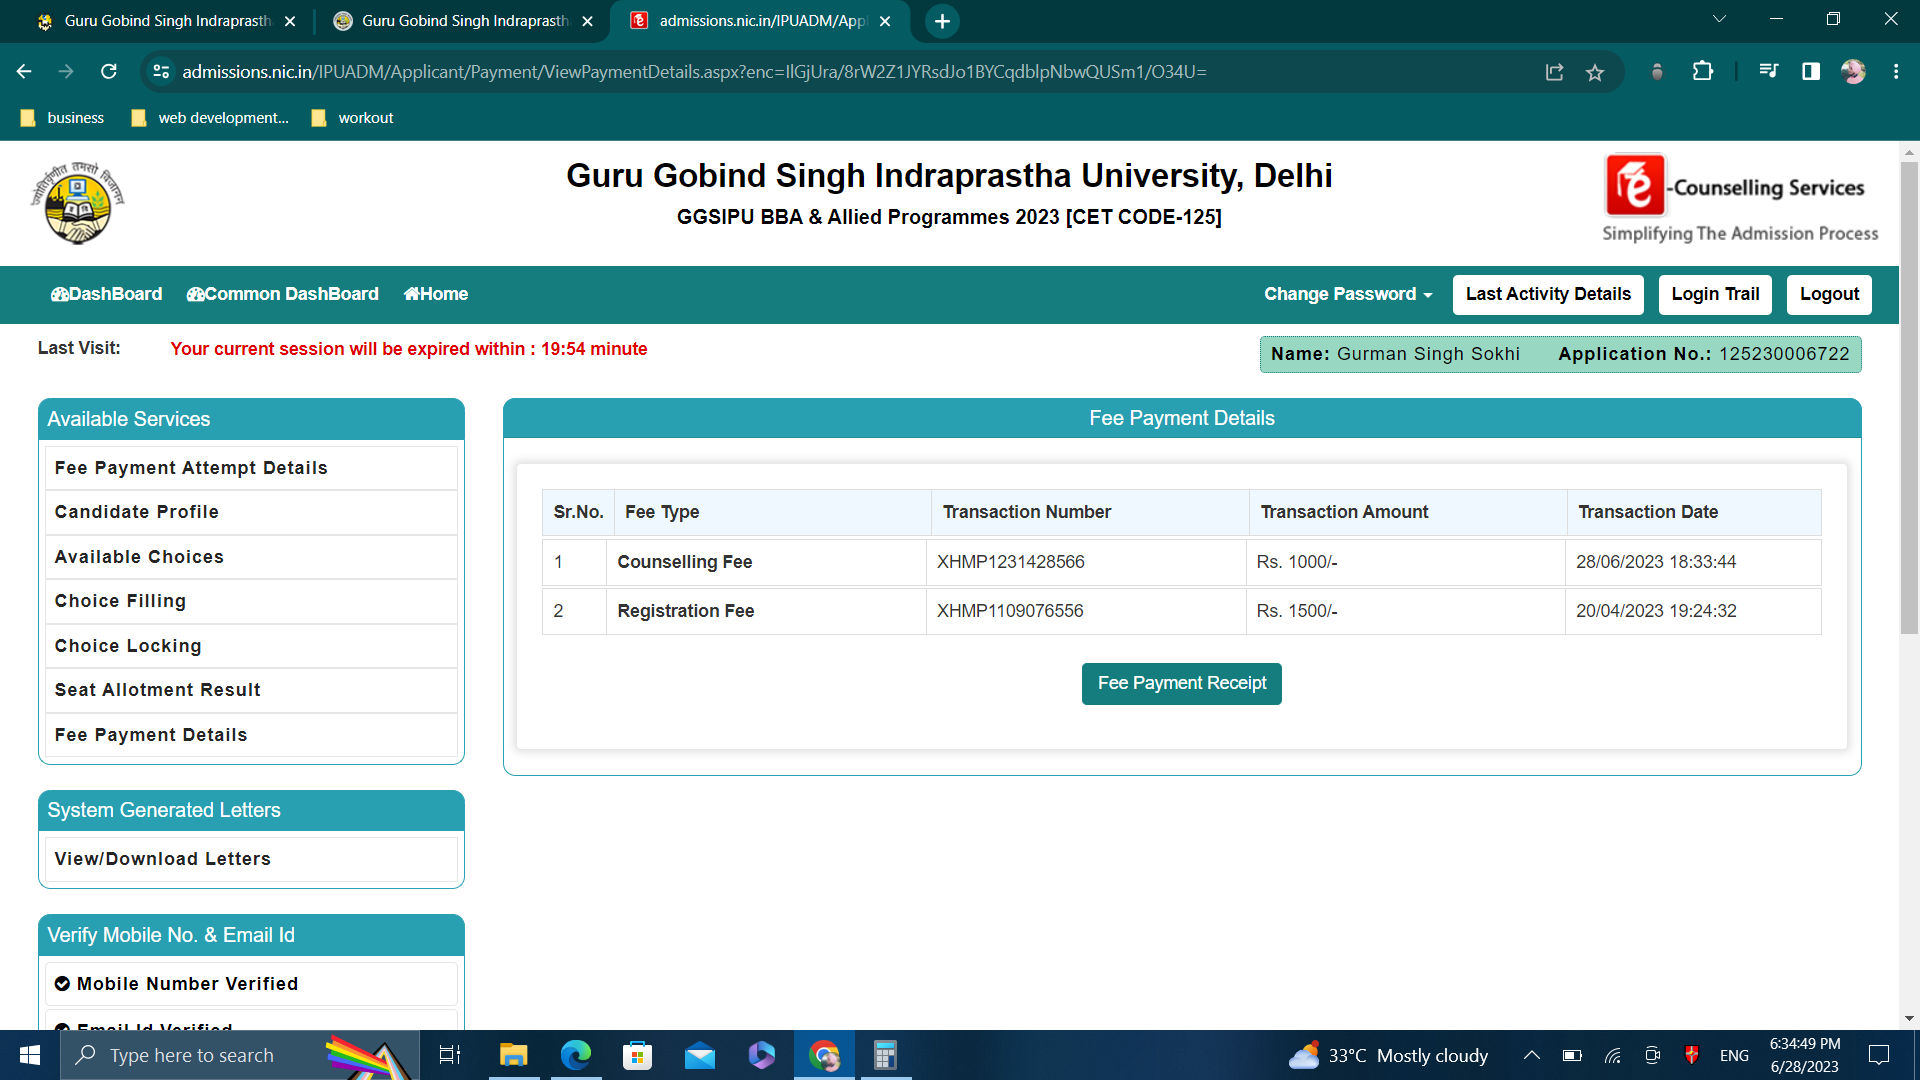 Guru Gobind Singh Indraprasth
Guru Gobind Singh Indraprasth
admissions.nic.in/IPUADM/Appl
admissions.nic.in/IPUADM/Applicant/Payment/ViewPaymentDetails.aspx?enc=IlGjUra/8rW2Z1JYRsdJo1BYCqdblpNbwQUSm1/O34U=
business
web development...
workout
ज्योतिर्वृणीत तमसो विजानन
Guru Gobind Singh Indraprastha University, Delhi
GGSIPU BBA & Allied Programmes 2023 [CET CODE-125]
e-Counselling Services
Simplifying The Admission Process
DashBoard
Common DashBoard
Home
Change Password
Last Activity Details
Login Trail
Logout
Last Visit:
Your current session will be expired within : 19:54 minute
Name: Gurman Singh Sokhi Application No.: 125230006722
Available Services
Fee Payment Attempt Details
Candidate Profile
Available Choices
Choice Filling
Choice Locking
Seat Allotment Result
Fee Payment Details
System Generated Letters
View/Download Letters
Verify Mobile No. & Email Id
Mobile Number Verified
Email Id Verified
Fee Payment Details
Sr.No. Fee Type Transaction Number Transaction Amount Transaction Date
1 Counselling Fee XHMP1231428566 Rs. 1000/- 28/06/2023 18:33:44
2 Registration Fee XHMP1109076556 Rs. 1500/- 20/04/2023 19:24:32
Fee Payment Receipt
Type here to search
33°C Mostly cloudy
ENG
6:34:49 PM
6/28/2023